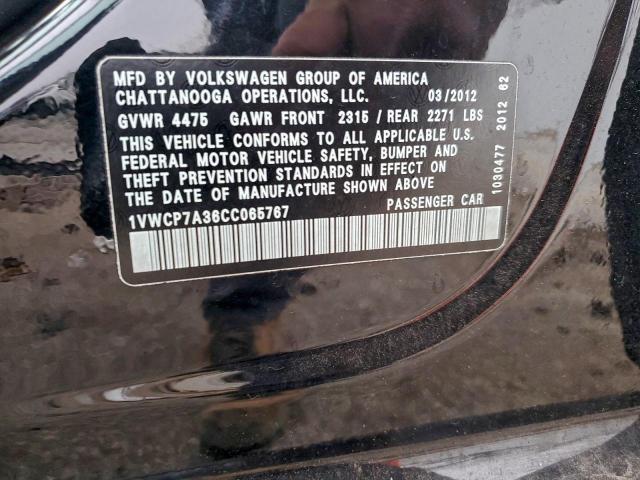 MFD BY VOLKSWAGEN GROUP OF AMERICA
CHATTANOOGA OPERATIONS, LLC. 03/2012
GVWR 4475 GAWR FRONT 2315 / REAR 2271 LBS
THIS VEHICLE CONFORMS TO ALL APPLICABLE U.S.
FEDERAL MOTOR VEHICLE SAFETY, BUMPER AND
THEFT PREVENTION STANDARDS IN EFFECT ON
THE DATE OF MANUFACTURE SHOWN ABOVE
1VWCP7A36CC065767 PASSENGER CAR
1030477 2012 62